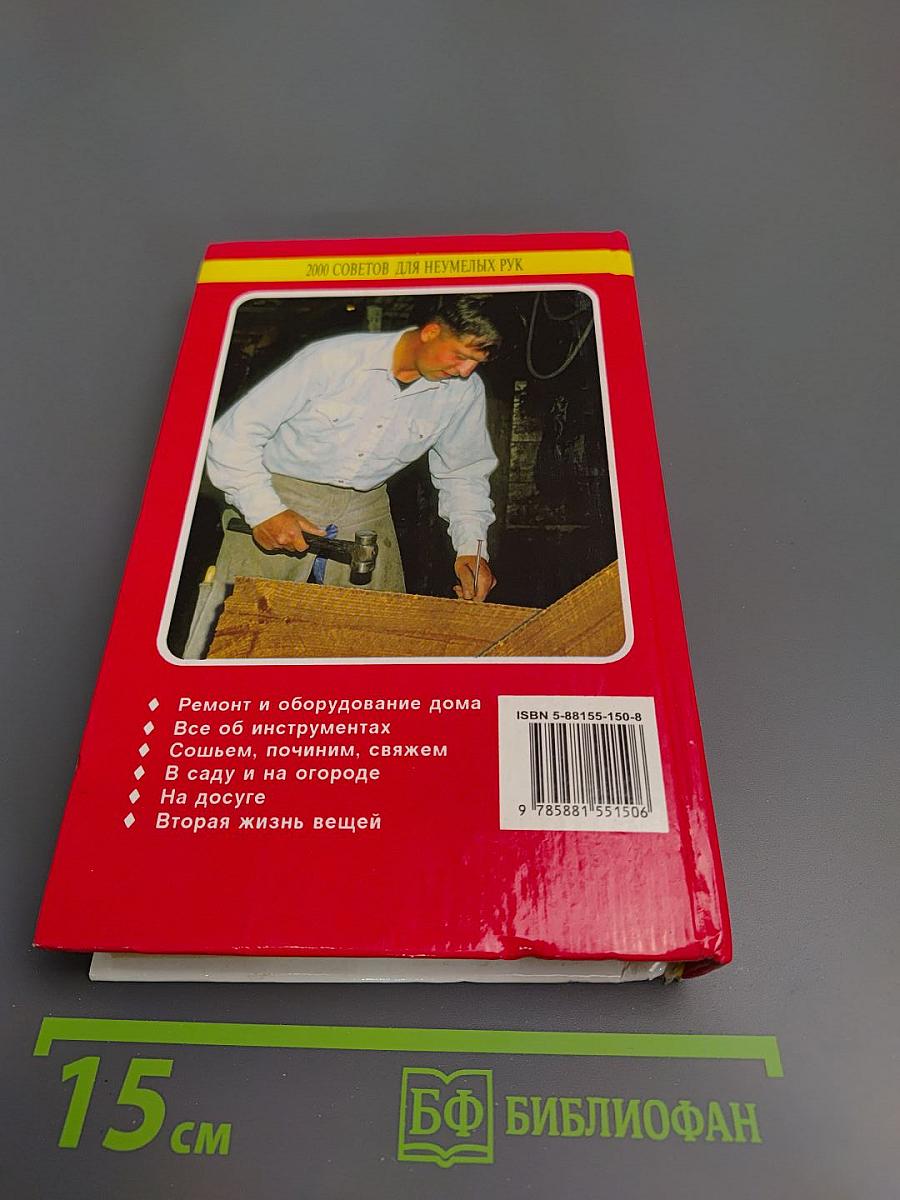 2000 СОВЕТОВ ДЛЯ НЕУМЕЛЫХ РУК
♦ Ремонт и оборудование дома
♦ Все об инструментах
♦ Сошьем, починим, свяжем
♦ В саду и на огороде
♦ На досуге
♦ Вторая жизнь вещей
ISBN 5-88155-150-8
9 785881 551506
15 см
БФ БИБЛИОФАН